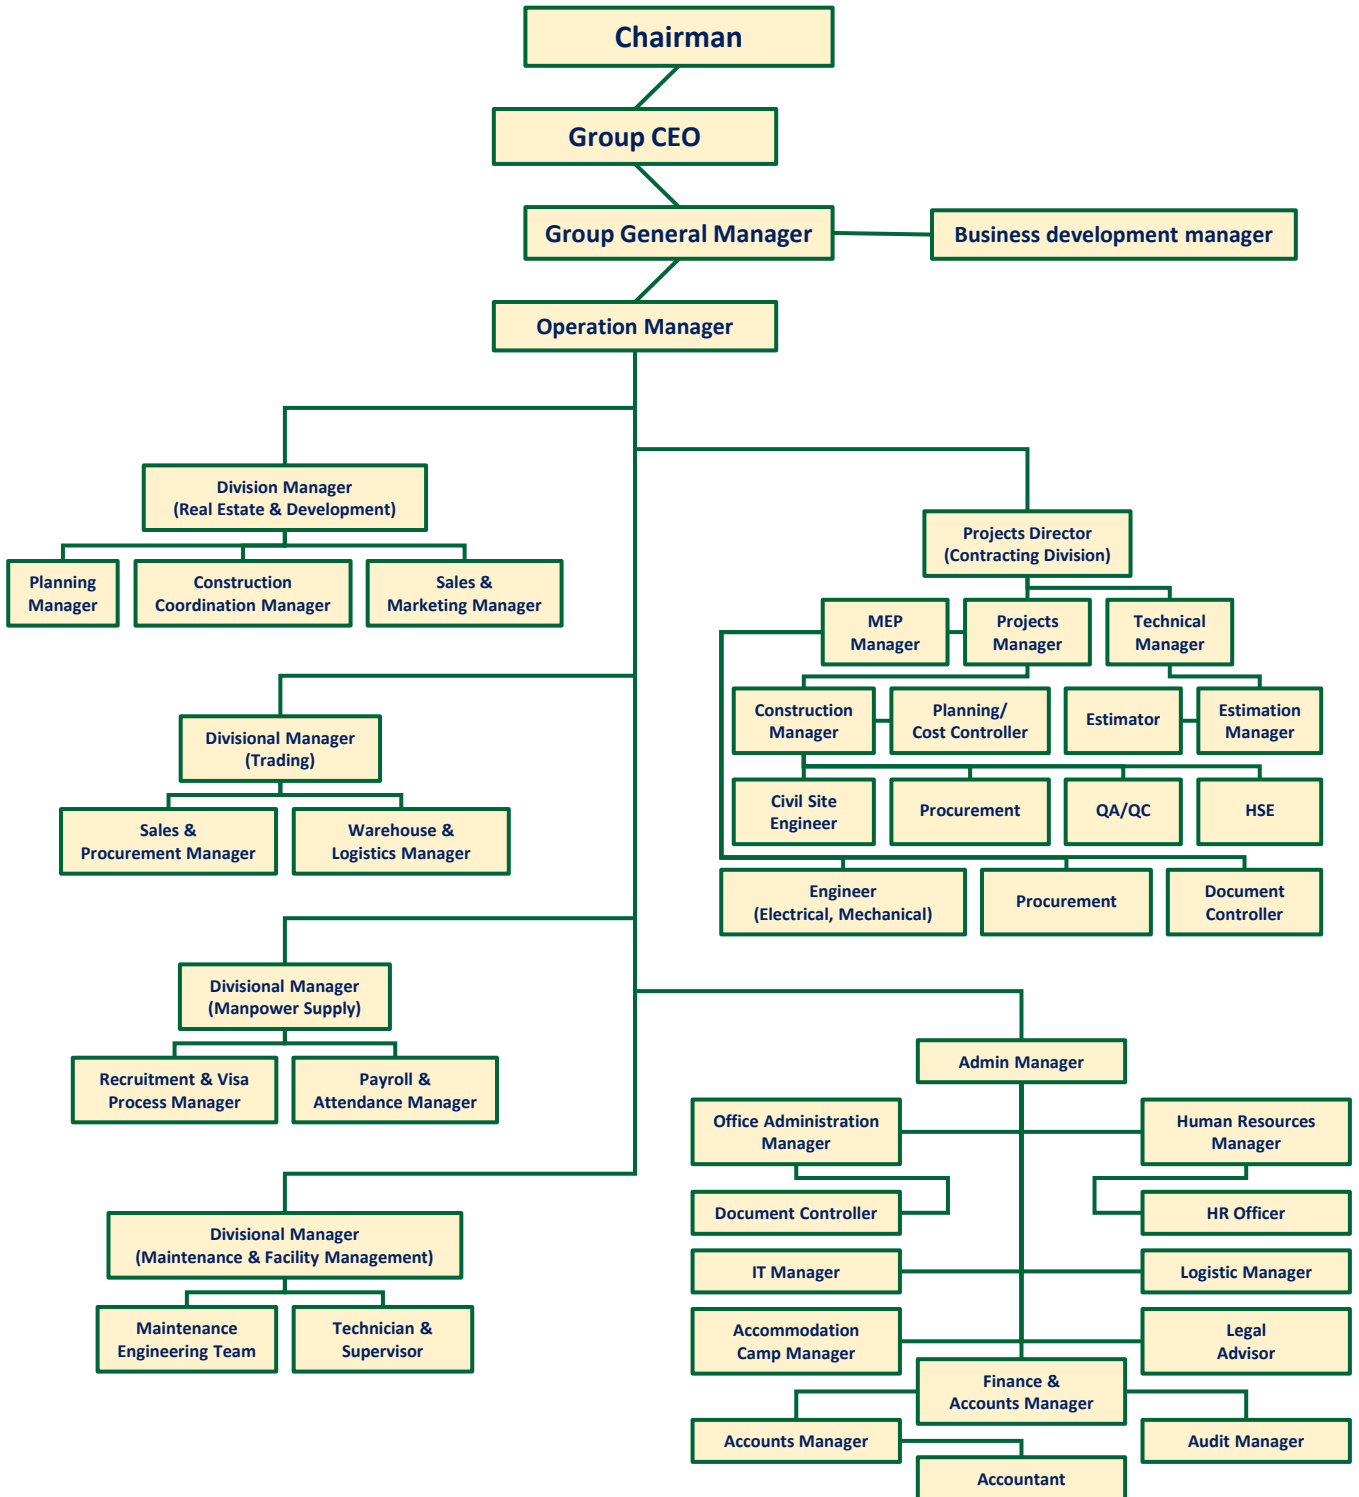 Chairman
Group CEO
Group General Manager
Business development manager
Operation Manager
Division Manager
(Real Estate & Development)
Planning
Manager
Construction
Coordination Manager
Sales &
Marketing Manager
Projects Director
(Contracting Division)
MEP
Manager
Projects
Manager
Technical
Manager
Construction
Manager
Planning/
Cost Controller
Estimator
Estimation
Manager
Civil Site
Engineer
Procurement
QA/QC
HSE
Engineer
(Electrical, Mechanical)
Procurement
Document
Controller
Divisional Manager
(Trading)
Sales &
Procurement Manager
Warehouse &
Logistics Manager
Divisional Manager
(Manpower Supply)
Recruitment & Visa
Process Manager
Payroll &
Attendance Manager
Divisional Manager
(Maintenance & Facility Management)
Maintenance
Engineering Team
Technician &
Supervisor
Admin Manager
Office Administration
Manager
Human Resources
Manager
Document Controller
HR Officer
IT Manager
Logistic Manager
Accommodation
Camp Manager
Legal
Advisor
Finance &
Accounts Manager
Accounts Manager
Audit Manager
Accountant